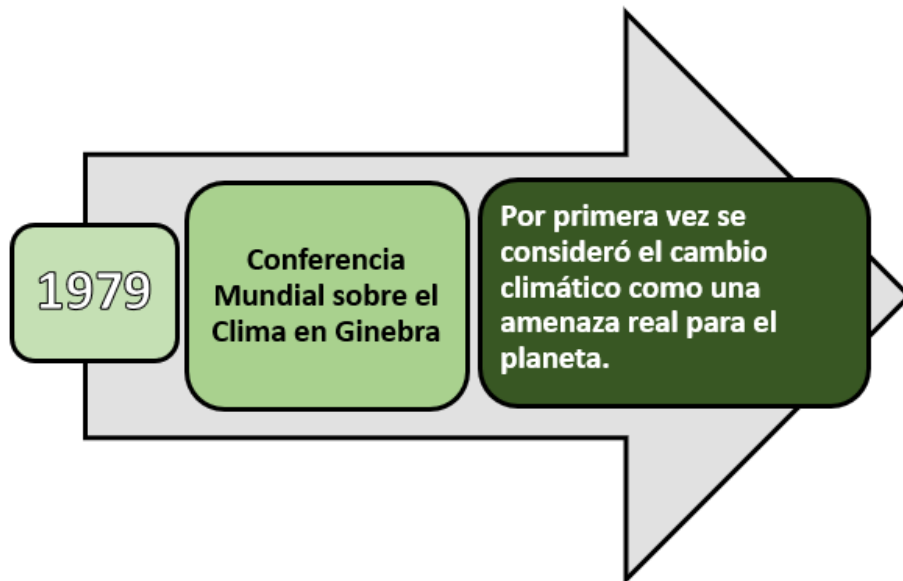 1979
Conferencia
Mundial sobre el
Clima en Ginebra
Por primera vez se
consideró el cambio
climático como una
amenaza real para el
planeta.